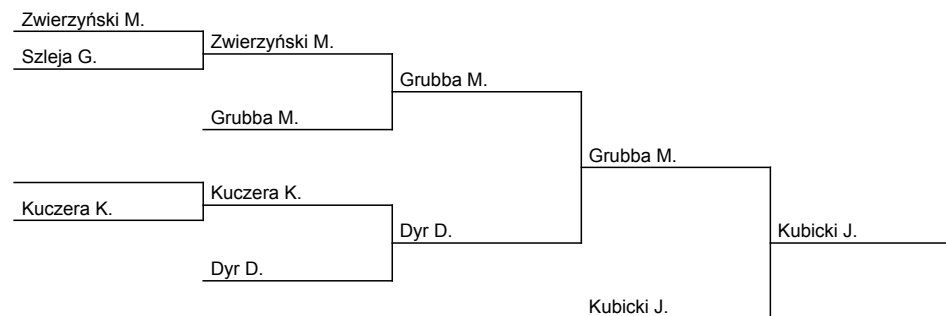 Zwierzyński M.
Szleja G.
Zwierzyński M.
Grubba M.
Grubba M.
Kuczera K.
Kuczera K.
Dyr D.
Dyr D.
Grubba M.
Kubicki J.
Kubicki J.